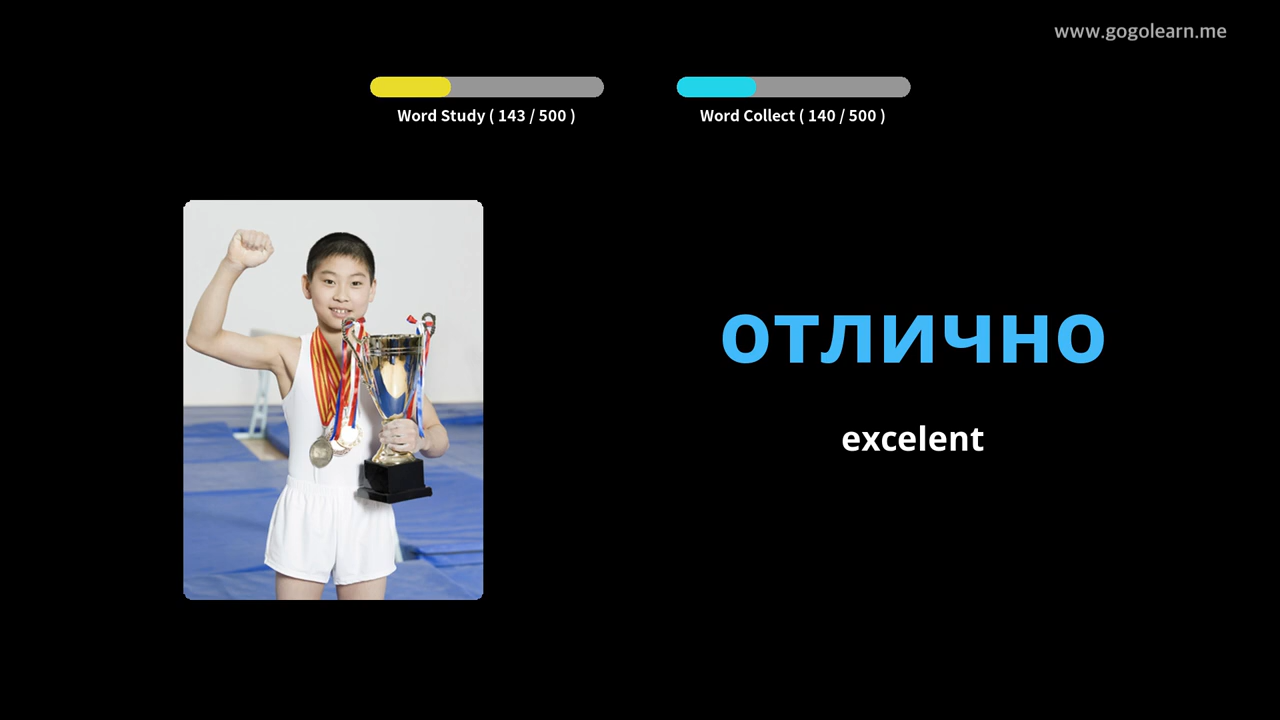 www.gogolearn.me
Word Study ( 143 / 500 )
Word Collect ( 140 / 500 )
отлично
excelent